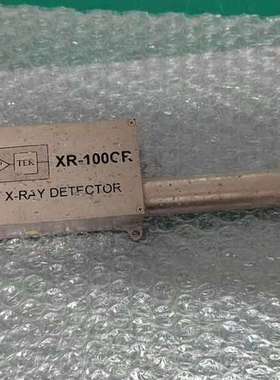 TEK XR-100CR
X-RAY DETECTOR